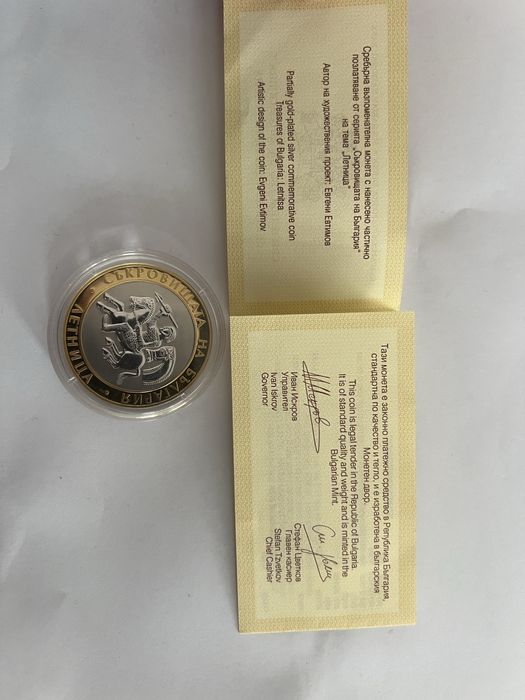 Сребърна възпоменателна монета с нанесено частично
позлатяване от серията „Съкровищата на България“
на тема „Летница“
Автор на художествения проект: Евгени Евтимов
Partially gold-plated silver commemorative coin
Treasures of Bulgaria: Letnitsa
Artistic design of the coin: Evgeni Evtimov
Тази монета е законно платежно средство в Република България,
стандартна по качество и тегло, и е изработена в българския
Монетен двор.
This coin is legal tender in the Republic of Bulgaria.
It is of standard quality and weight and is minted in the
Bulgarian Mint.
Иван Искров
Управител
Ivan Iskrov
Governor
Стефан Цветков
Главен касиер
Stefan Tzvetkov
Chief Cashier
СЪКРОВИЩАТА НА БЪЛГАРИЯ
ЛЕТНИЦА